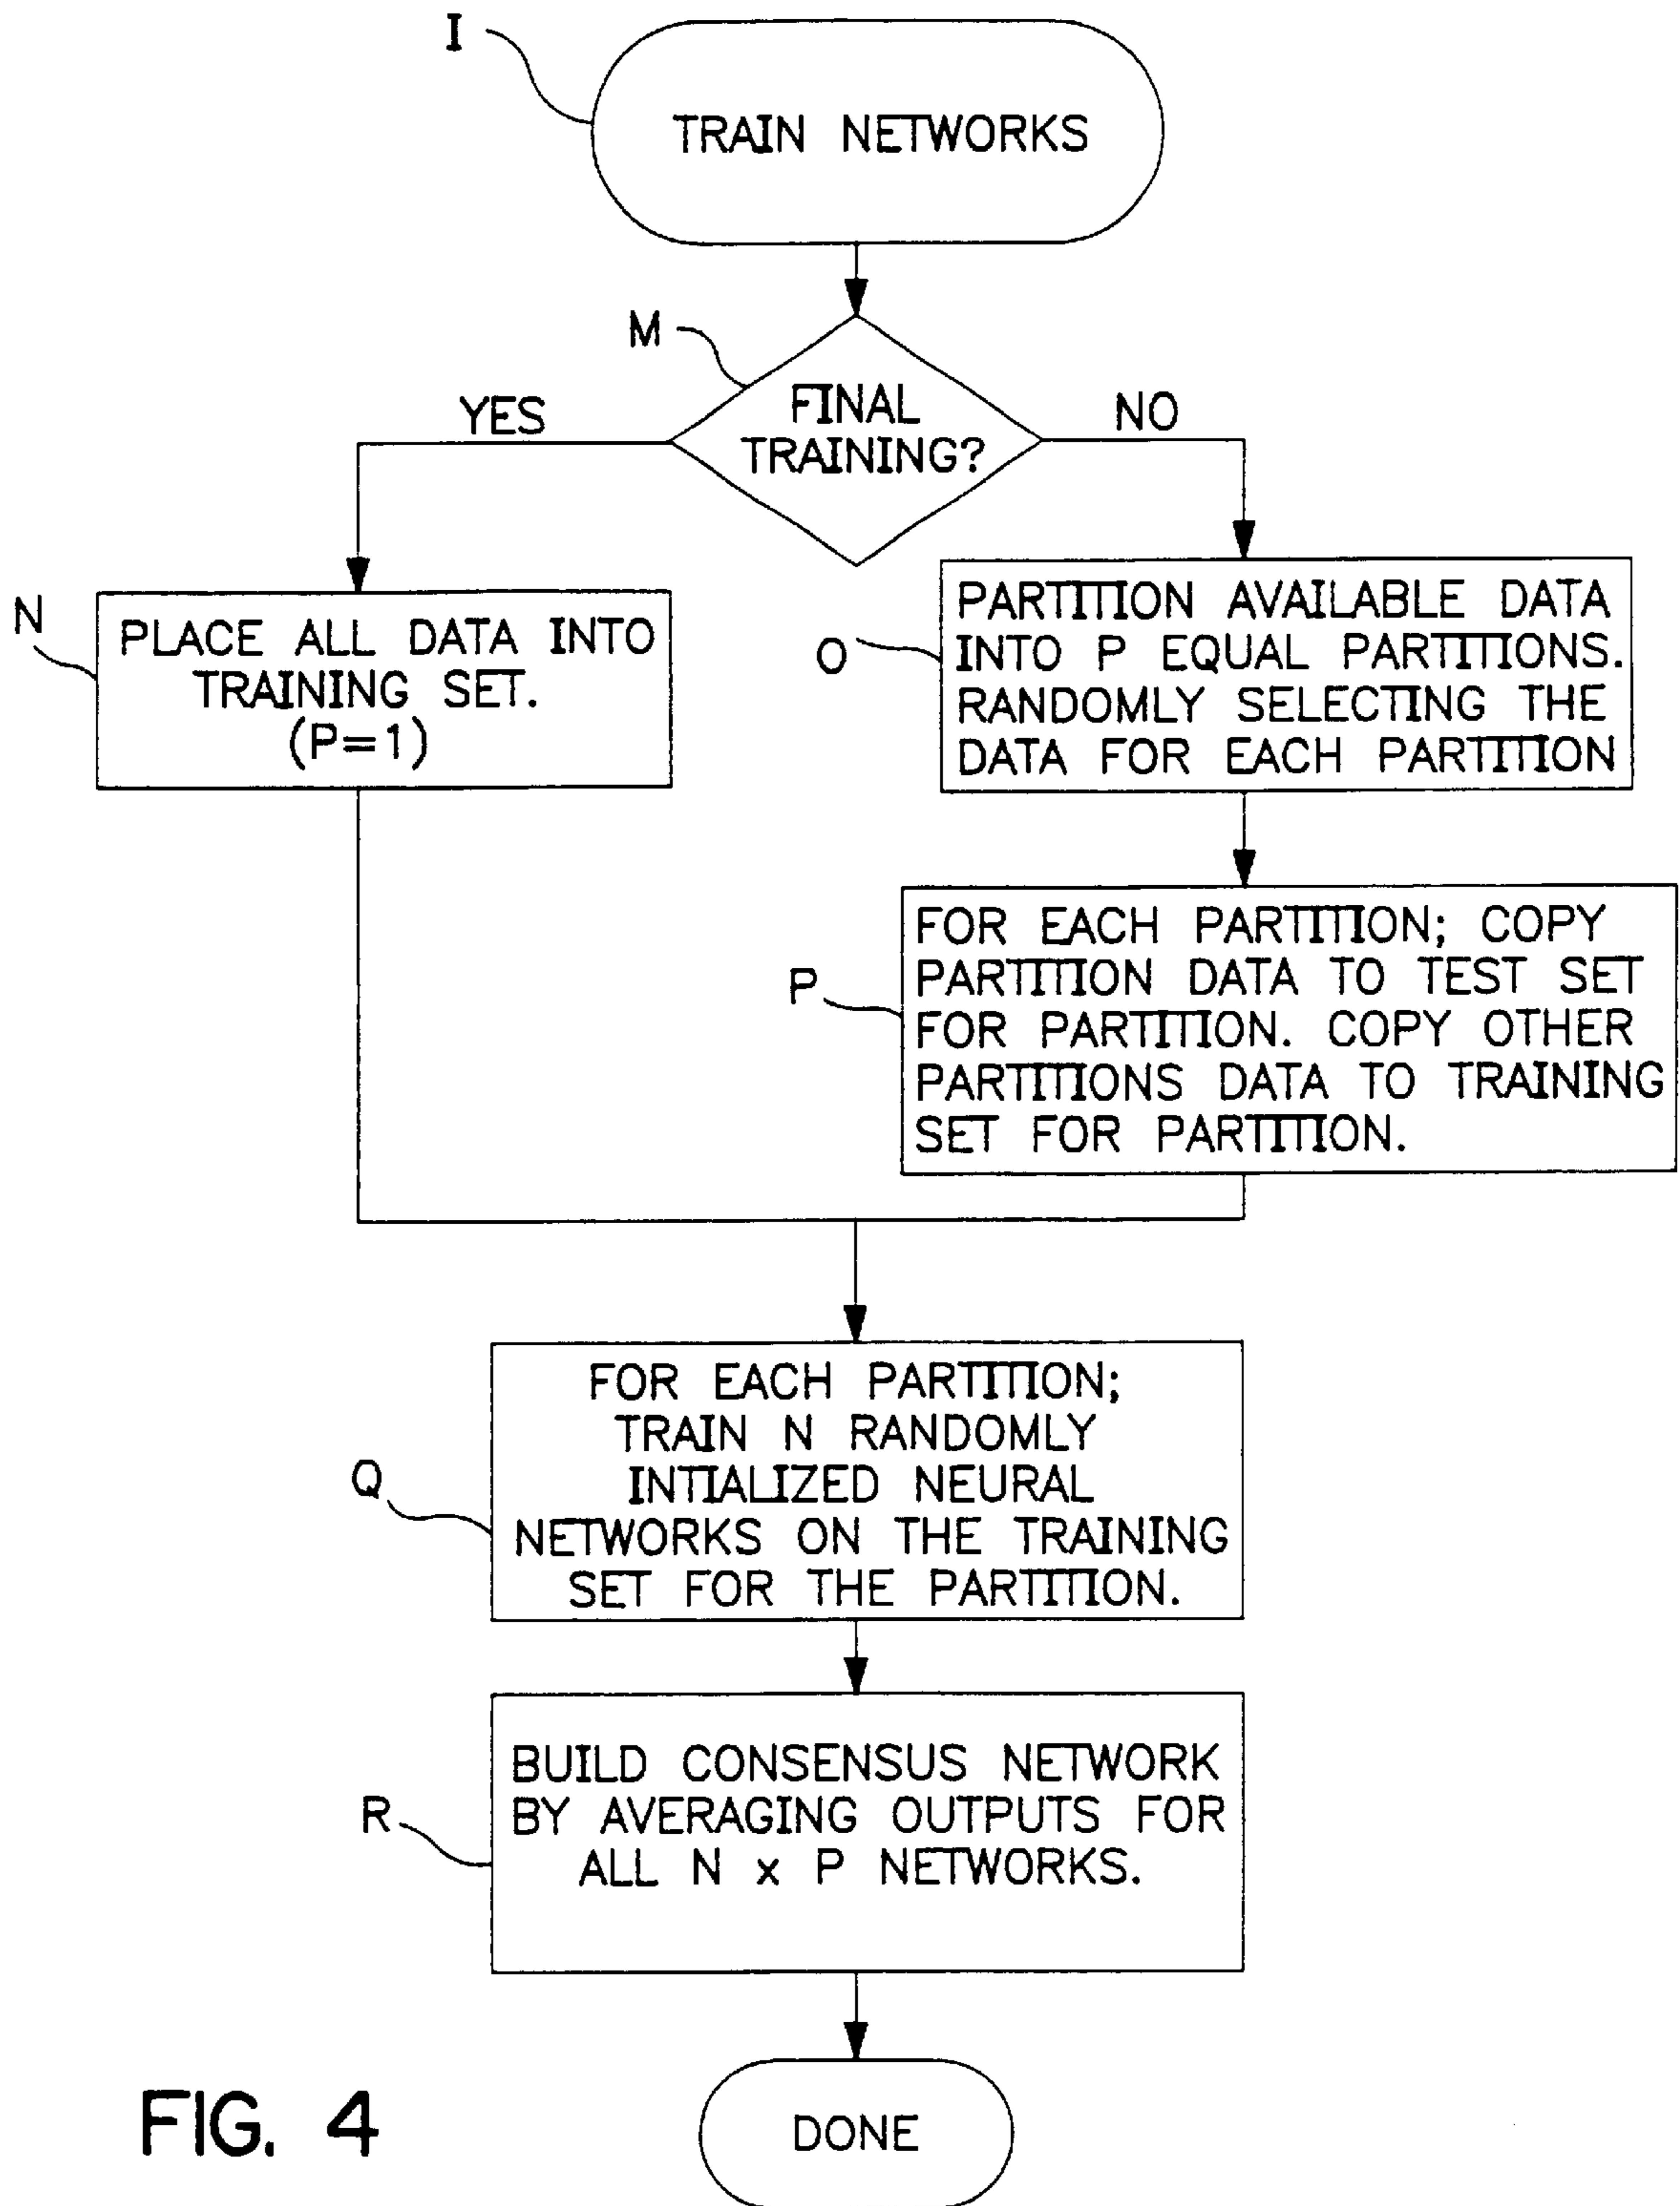 I
TRAIN NETWORKS
M
FINAL
TRAINING?
YES
NO
N
PLACE ALL DATA INTO
TRAINING SET.
(P=1)
O
PARTITION AVAILABLE DATA
INTO P EQUAL PARTITIONS.
RANDOMLY SELECTING THE
DATA FOR EACH PARTITION
P
FOR EACH PARTITION; COPY
PARTITION DATA TO TEST SET
FOR PARTITION. COPY OTHER
PARTITIONS DATA TO TRAINING
SET FOR PARTITION.
Q
FOR EACH PARTITION;
TRAIN N RANDOMLY
INTIALIZED NEURAL
NETWORKS ON THE TRAINING
SET FOR THE PARTITION.
R
BUILD CONSENSUS NETWORK
BY AVERAGING OUTPUTS FOR
ALL N x P NETWORKS.
DONE
FIG. 4